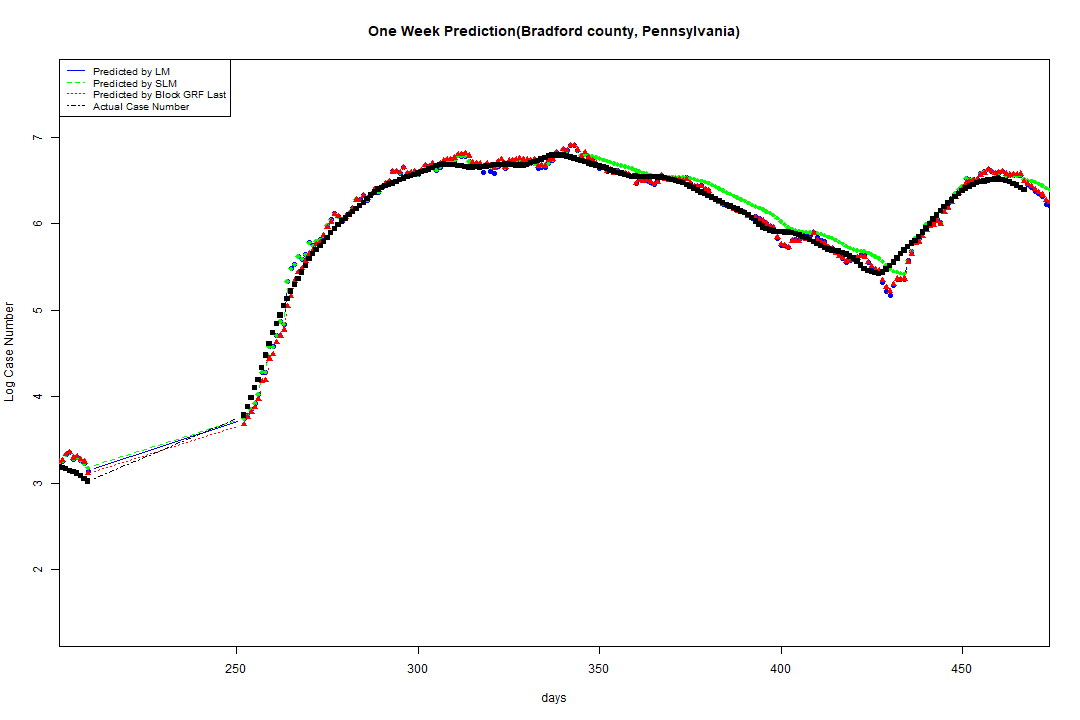 One Week Prediction(Bradford county, Pennsylvania)
Predicted by LM
Predicted by SLM
Predicted by Block GRF Last
Actual Case Number
Log Case Number
7
6
5
4
3
2
250 300 350 400 450
days